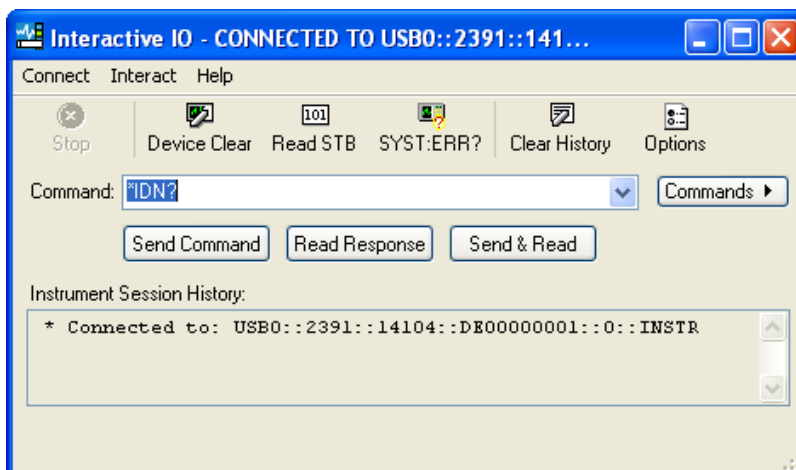 Interactive IO - CONNECTED TO USB0::2391::141...
Connect Interact Help
Stop Device Clear Read STB SYST:ERR? Clear History Options
Command: *IDN? Commands
Send Command Read Response Send & Read
Instrument Session History:
* Connected to: USB0::2391::14104::DE00000001::0::INSTR